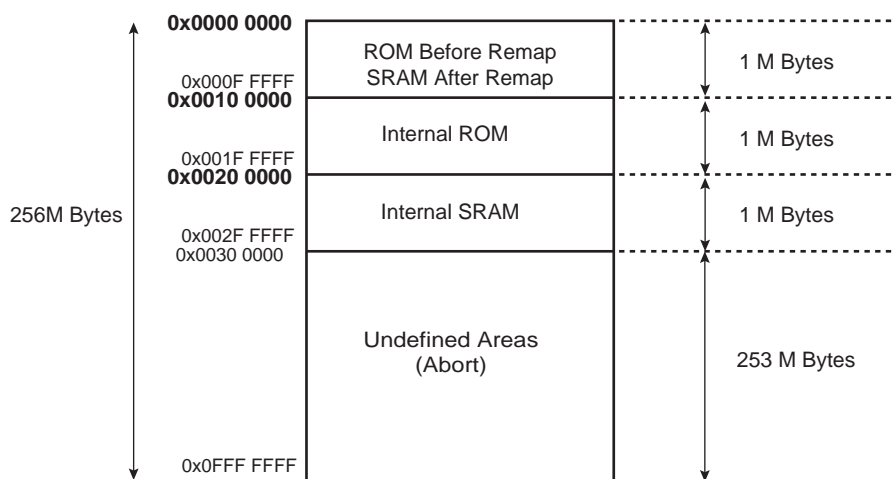 0x0000 0000
ROM Before Remap
SRAM After Remap
1 M Bytes
0x000F FFFF
0x0010 0000
Internal ROM
1 M Bytes
0x001F FFFF
0x0020 0000
256M Bytes
Internal SRAM
1 M Bytes
0x002F FFFF
0x0030 0000
Undefined Areas
(Abort)
253 M Bytes
0x0FFF FFFF